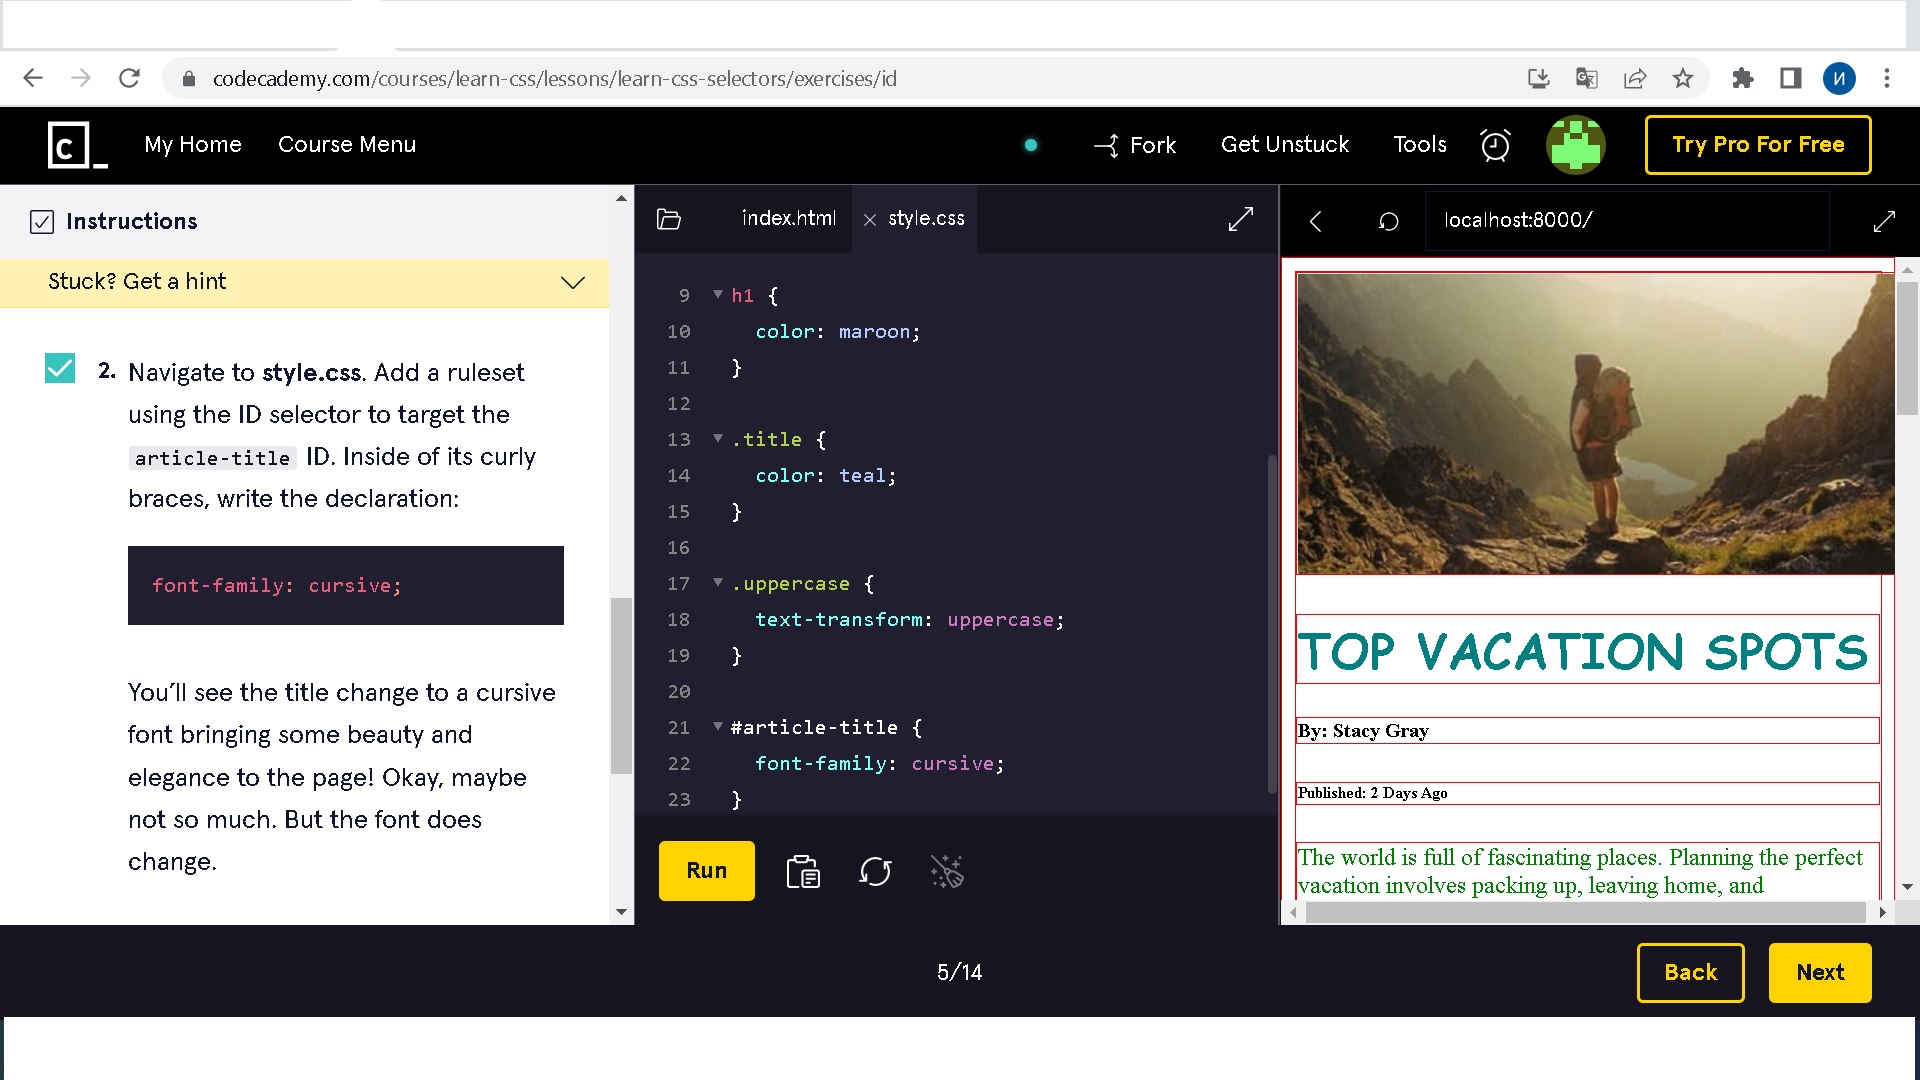 codecademy.com/courses/learn-css/lessons/learn-css-selectors/exercises/id
И
c_
My Home
Course Menu
Fork
Get Unstuck
Tools
Try Pro For Free
Instructions
Stuck? Get a hint
2. Navigate to style.css. Add a ruleset
using the ID selector to target the
article-title ID. Inside of its curly
braces, write the declaration:
font-family: cursive;
You’ll see the title change to a cursive
font bringing some beauty and
elegance to the page! Okay, maybe
not so much. But the font does
change.
index.html
style.css
9 h1 {
10 color: maroon;
11 }
12
13 .title {
14 color: teal;
15 }
16
17 .uppercase {
18 text-transform: uppercase;
19 }
20
21 #article-title {
22 font-family: cursive;
23 }
Run
localhost:8000/
TOP VACATION SPOTS
By: Stacy Gray
Published: 2 Days Ago
The world is full of fascinating places. Planning the perfect
vacation involves packing up, leaving home, and
5/14
Back
Next